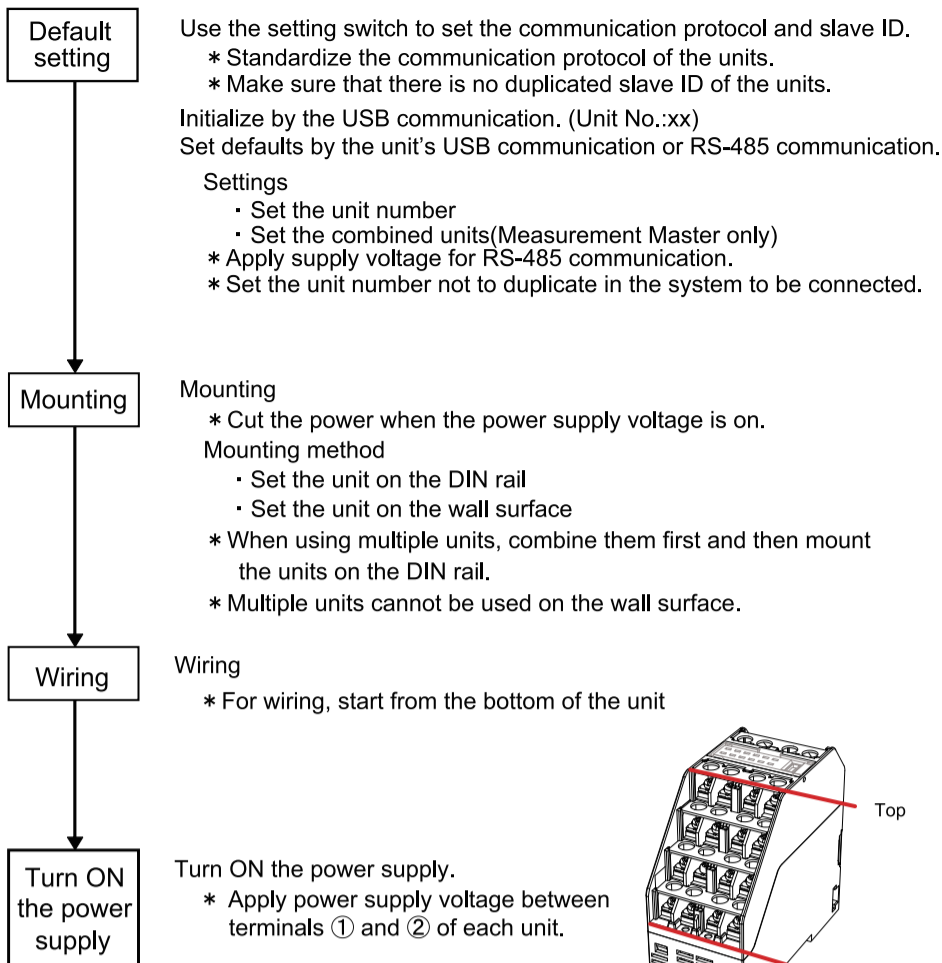 Default
setting
Use the setting switch to set the communication protocol and slave ID.
* Standardize the communication protocol of the units.
* Make sure that there is no duplicated slave ID of the units.
Initialize by the USB communication. (Unit No.:xx)
Set defaults by the unit's USB communication or RS-485 communication.
Settings
・Set the unit number
・Set the combined units(Measurement Master only)
* Apply supply voltage for RS-485 communication.
* Set the unit number not to duplicate in the system to be connected.
Mounting
Mounting
* Cut the power when the power supply voltage is on.
Mounting method
・Set the unit on the DIN rail
・Set the unit on the wall surface
* When using multiple units, combine them first and then mount
the units on the DIN rail.
* Multiple units cannot be used on the wall surface.
Wiring
Wiring
* For wiring, start from the bottom of the unit
Top
Turn ON
the power
supply
Turn ON the power supply.
* Apply power supply voltage between
terminals ① and ② of each unit.